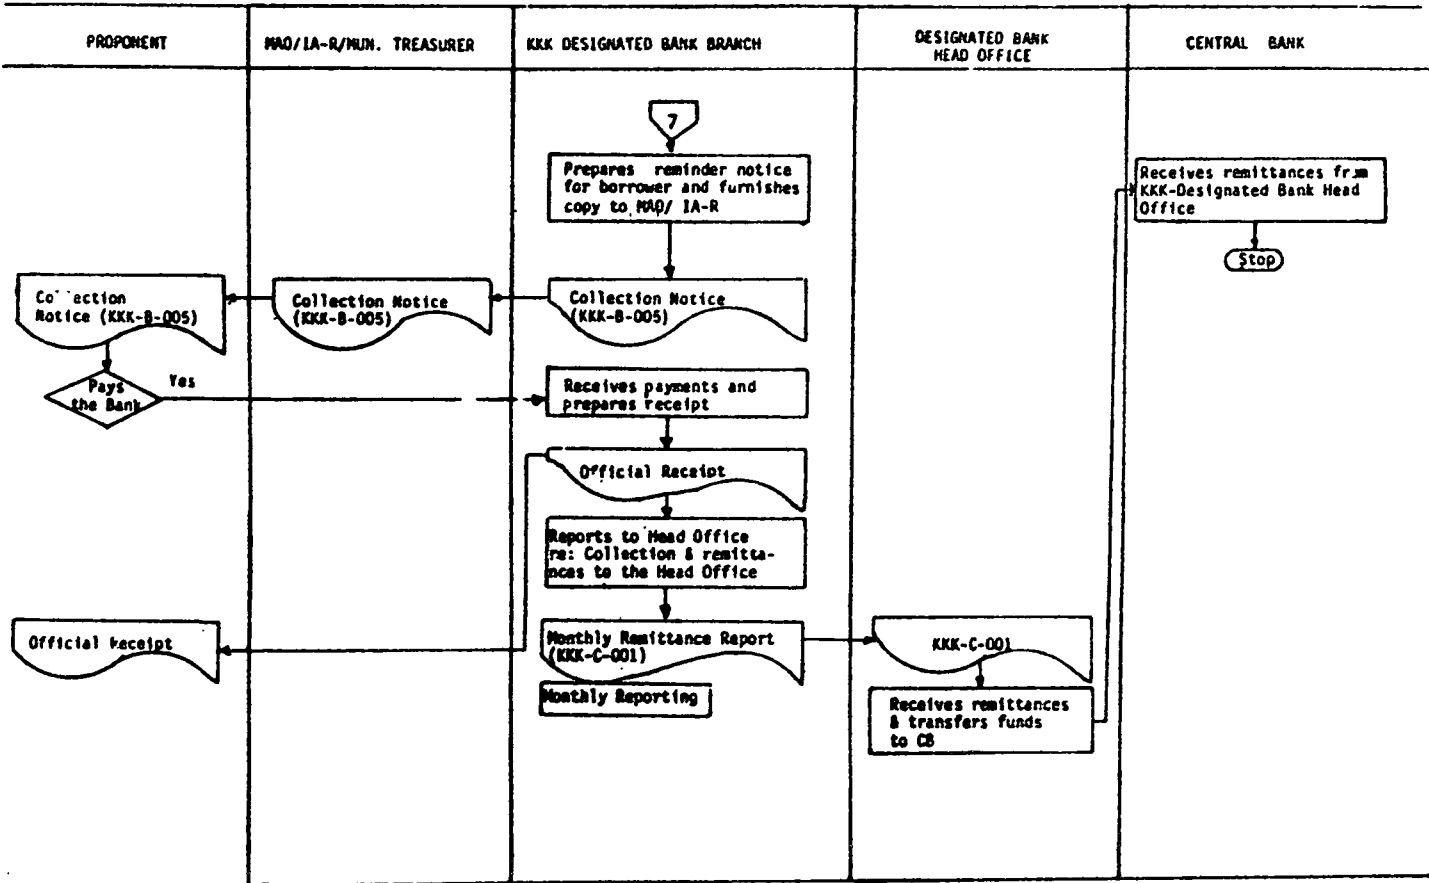 PROPONENT
MAO/IA-R/MUN. TREASURER
KKK DESIGNATED BANK BRANCH
DESIGNATED BANK
HEAD OFFICE
CENTRAL BANK
7
Prepares reminder notice
for borrower and furnishes
copy to MAO/ IA-R
Receives remittances from
KKK-Designated Bank Head
Office
Stop
Collection
Notice (KKK-B-005)
Collection Notice
(KKK-B-005)
Collection Notice
(KKK-B-005)
Pays
the Bank
Yes
Receives payments and
prepares receipt
Official Receipt
Reports to Head Office
re: Collection & remitta-
nces to the Head Office
Official Receipt
Monthly Remittance Report
(KKK-C-001)
Monthly Reporting
KKK-C-001
Receives remittances
& transfers funds
to CB